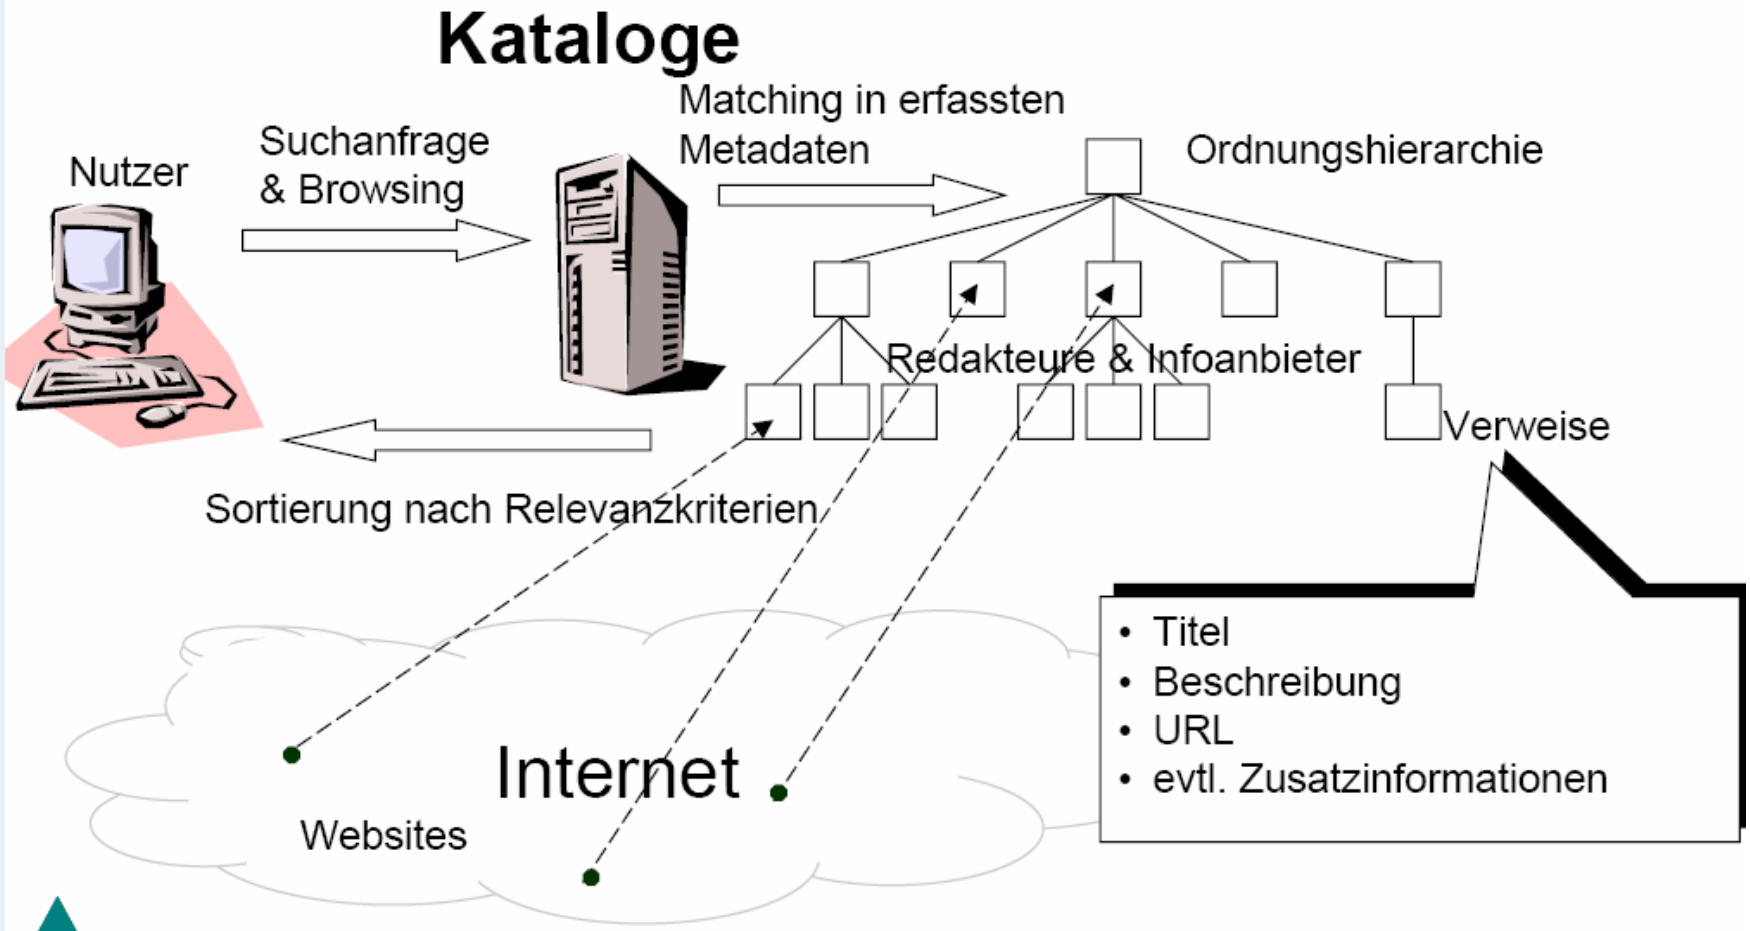 Kataloge
Matching in erfassten
Metadaten
Suchanfrage
& Browsing
Nutzer
Ordnungshierarchie
Redakteure & Infoanbieter
Verweise
Sortierung nach Relevanzkriterien
• Titel
• Beschreibung
• URL
• evtl. Zusatzinformationen
Internet
Websites